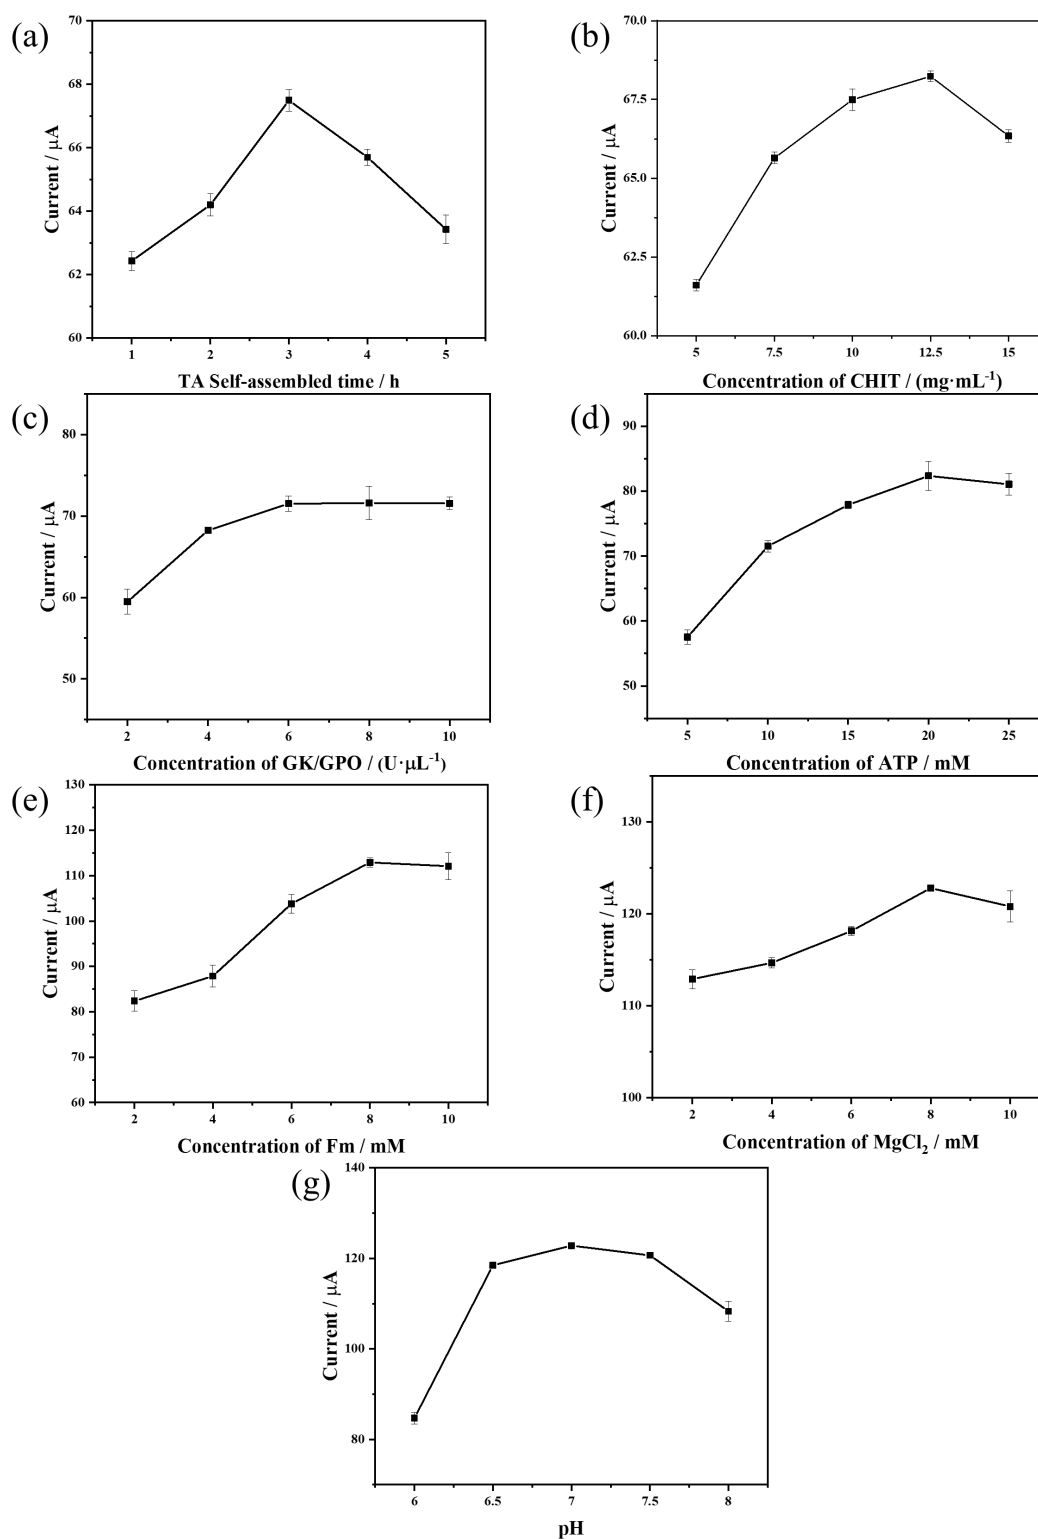 (a)
70
68
66
64
62
60
Current / μA
1 2 3 4 5
TA Self-assembled time / h
(b)
70.0
67.5
65.0
62.5
60.0
Current / μA
5 7.5 10 12.5 15
Concentration of CHIT / (mg·mL⁻¹)
(c)
80
70
60
50
Current / μA
2 4 6 8 10
Concentration of GK/GPO / (U·μL⁻¹)
(d)
90
80
70
60
50
Current / μA
5 10 15 20 25
Concentration of ATP / mM
(e)
130
120
110
100
90
80
70
60
Current / μA
2 4 6 8 10
Concentration of Fm / mM
(f)
130
120
110
100
Current / μA
2 4 6 8 10
Concentration of MgCl₂ / mM
(g)
140
120
100
80
Current / μA
6 6.5 7 7.5 8
pH